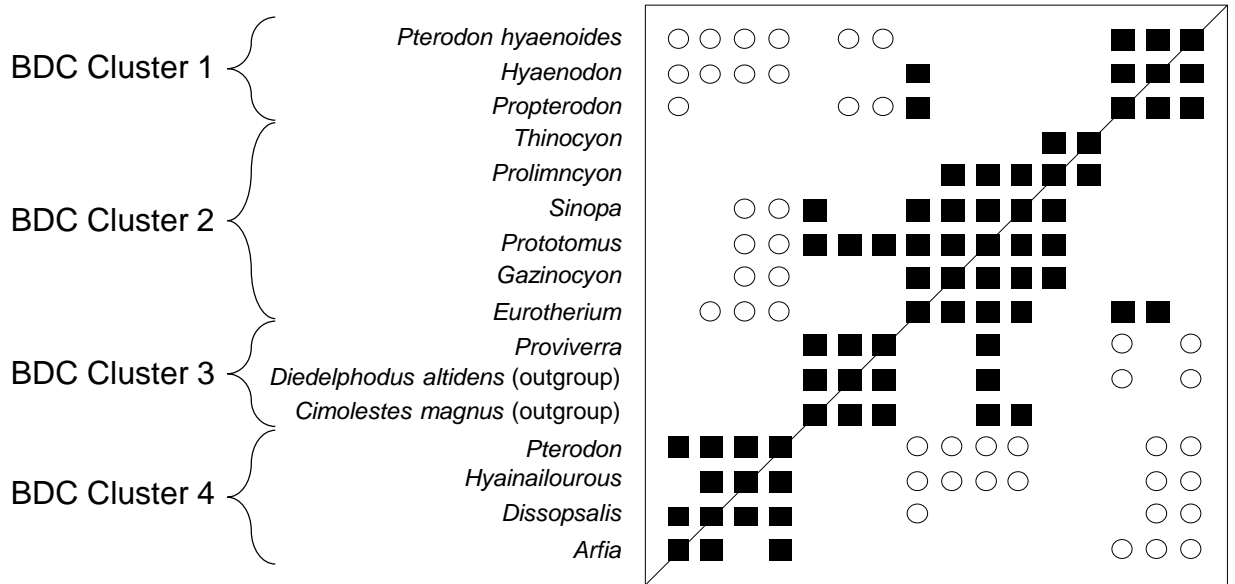 Pterodon hyaenoides
BDC Cluster 1
Hyaenodon
Propterodon
Thinocyon
Prolimncyon
Sinopa
BDC Cluster 2
Prototomus
Gazinocyon
Eurotherium
Proviverra
BDC Cluster 3
Diedelphodus altidens (outgroup)
Cimolestes magnus (outgroup)
Pterodon
Hyainailourous
BDC Cluster 4
Dissopsalis
Arfia